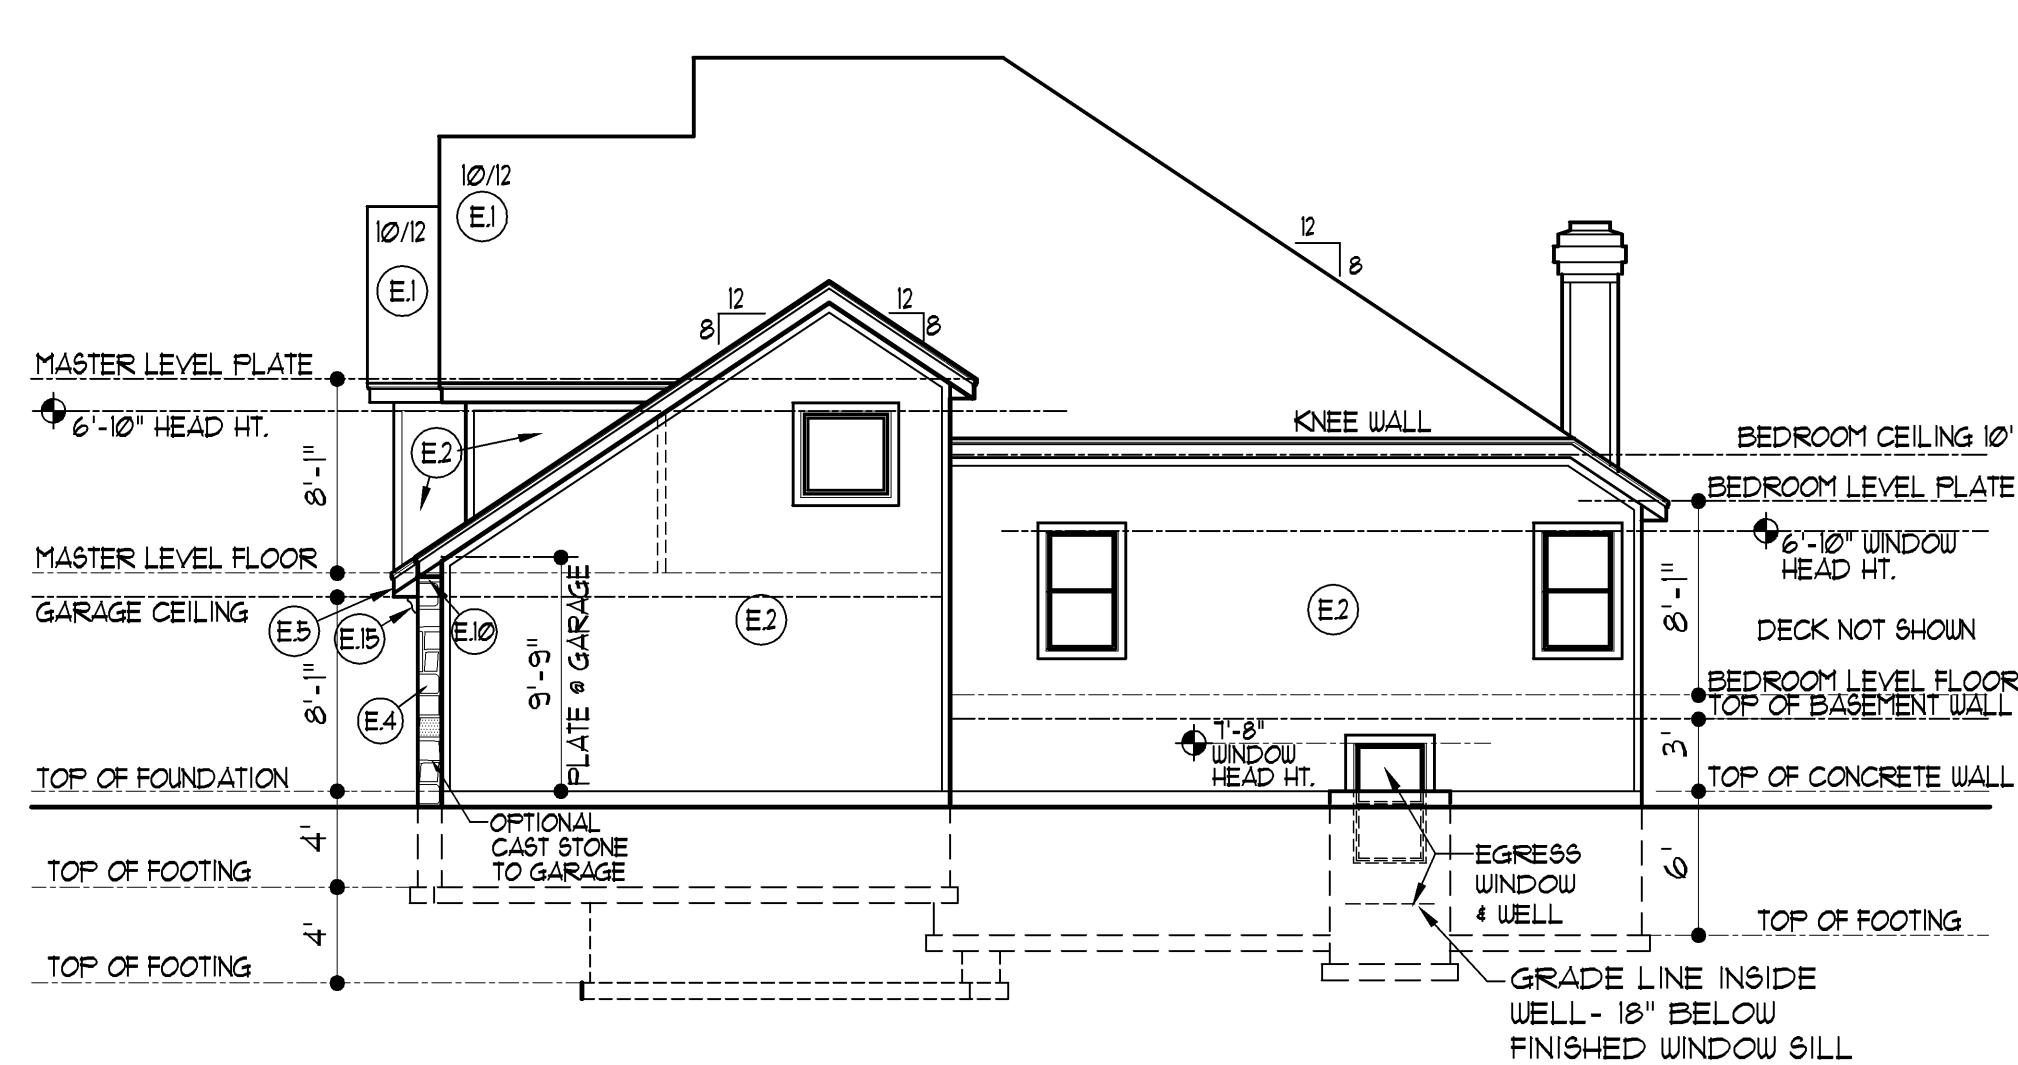 10/12
E.1
10/12
E.1
12
8
12
8
12
8
MASTER LEVEL PLATE
6'-10" HEAD HT.
E.2
8'-1"
MASTER LEVEL FLOOR
GARAGE CEILING
E.5
E.15
E.10
8'-1"
E.4
9'-9"
PLATE @ GARAGE
E.2
TOP OF FOUNDATION
OPTIONAL
CAST STONE
TO GARAGE
4'
TOP OF FOOTING
4'
TOP OF FOOTING
KNEE WALL
BEDROOM CEILING 10'
BEDROOM LEVEL PLATE
6'-10" WINDOW
HEAD HT.
E.2
8'-1"
DECK NOT SHOWN
BEDROOM LEVEL FLOOR
TOP OF BASEMENT WALL
7'-8"
WINDOW
HEAD HT.
3'
TOP OF CONCRETE WALL
EGRESS
WINDOW
& WELL
6'
TOP OF FOOTING
GRADE LINE INSIDE
WELL- 18" BELOW
FINISHED WINDOW SILL